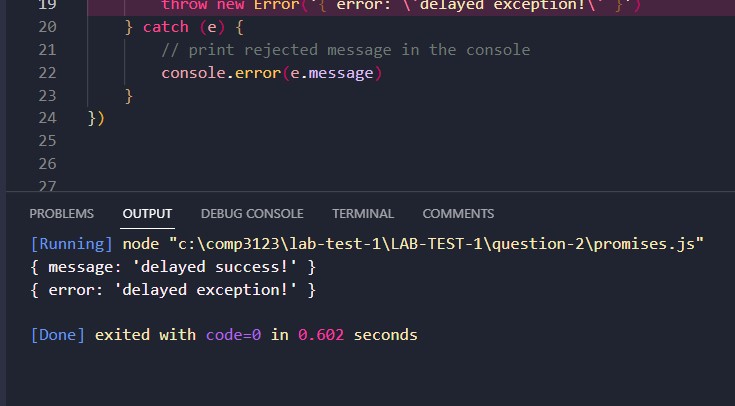 19 throw new Error('{ error: \'delayed exception!\' }')
20 } catch (e) {
21 // print rejected message in the console
22 console.error(e.message)
23 }
24 })
25
26
27
PROBLEMS OUTPUT DEBUG CONSOLE TERMINAL COMMENTS
[Running] node "c:\comp3123\lab-test-1\LAB-TEST-1\question-2\promises.js"
{ message: 'delayed success!' }
{ error: 'delayed exception!' }
[Done] exited with code=0 in 0.602 seconds